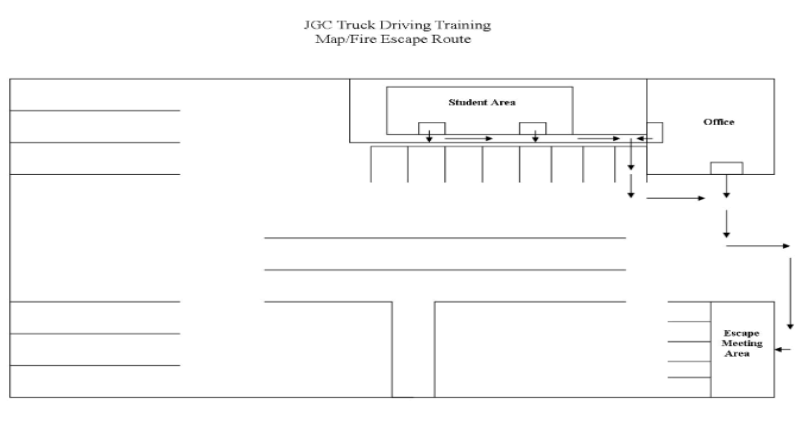 JGC Truck Driving Training
Map/Fire Escape Route
Student Area
Office
Escape
Meeting
Area